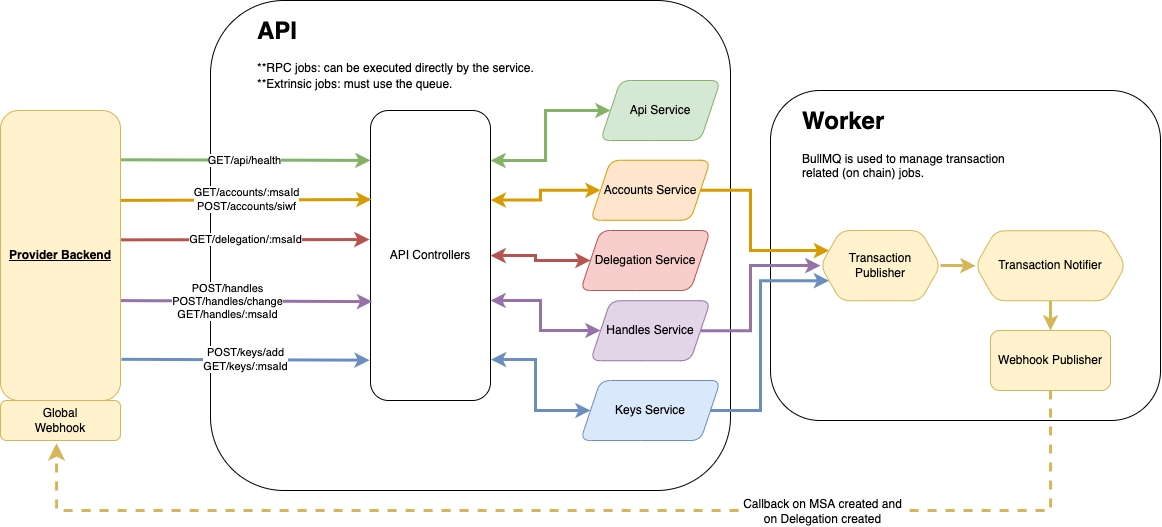 API
**RPC jobs: can be executed directly by the service.
**Extrinsic jobs: must use the queue.
Provider Backend
Global
Webhook
GET/api/health
GET/accounts/:msaId
POST/accounts/siwf
GET/delegation/:msaId
POST/handles
POST/handles/change
GET/handles/:msaId
POST/keys/add
GET/keys/:msaId
API Controllers
Api Service
Accounts Service
Delegation Service
Handles Service
Keys Service
Worker
BullMQ is used to manage transaction
related (on chain) jobs.
Transaction
Publisher
Transaction Notifier
Webhook Publisher
Callback on MSA created and
on Delegation created